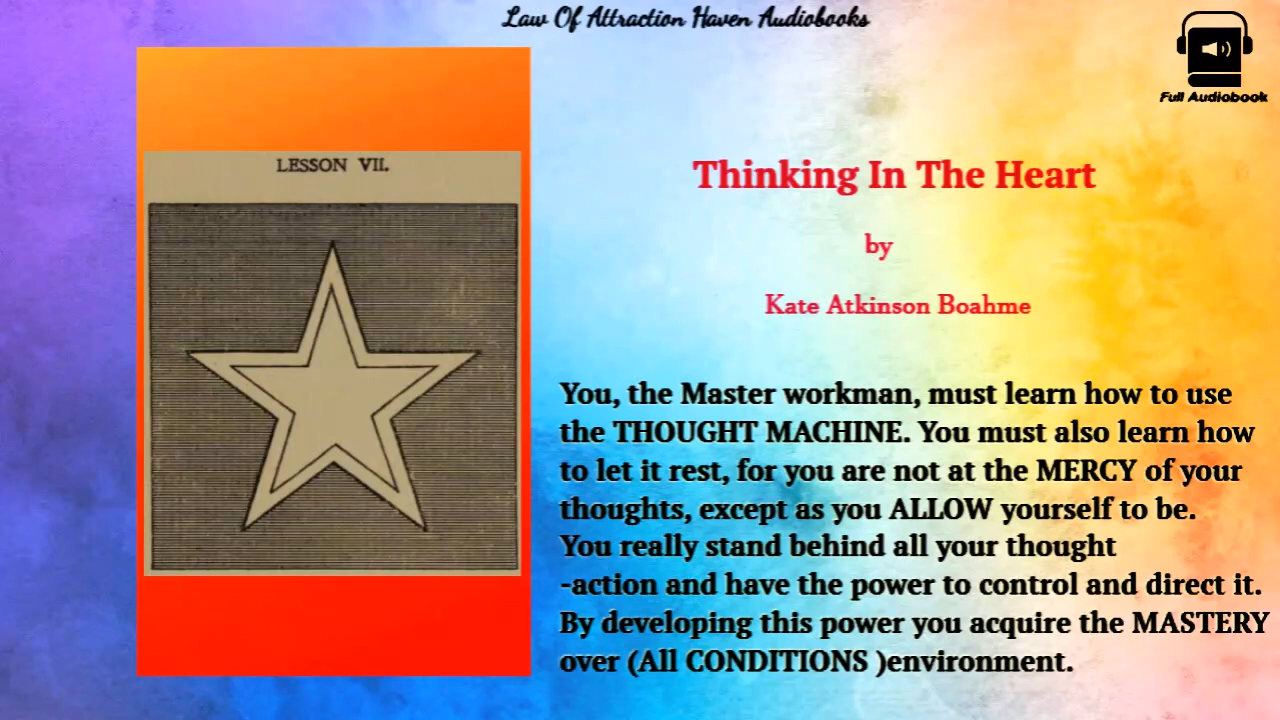 Law Of Attraction Haven Audiobooks
Full Audiobook
LESSON VII.
Thinking In The Heart
by
Kate Atkinson Boahme
You, the Master workman, must learn how to use
the THOUGHT MACHINE. You must also learn how
to let it rest, for you are not at the MERCY of your
thoughts, except as you ALLOW yourself to be.
You really stand behind all your thought
-action and have the power to control and direct it.
By developing this power you acquire the MASTERY
over (All CONDITIONS )environment.